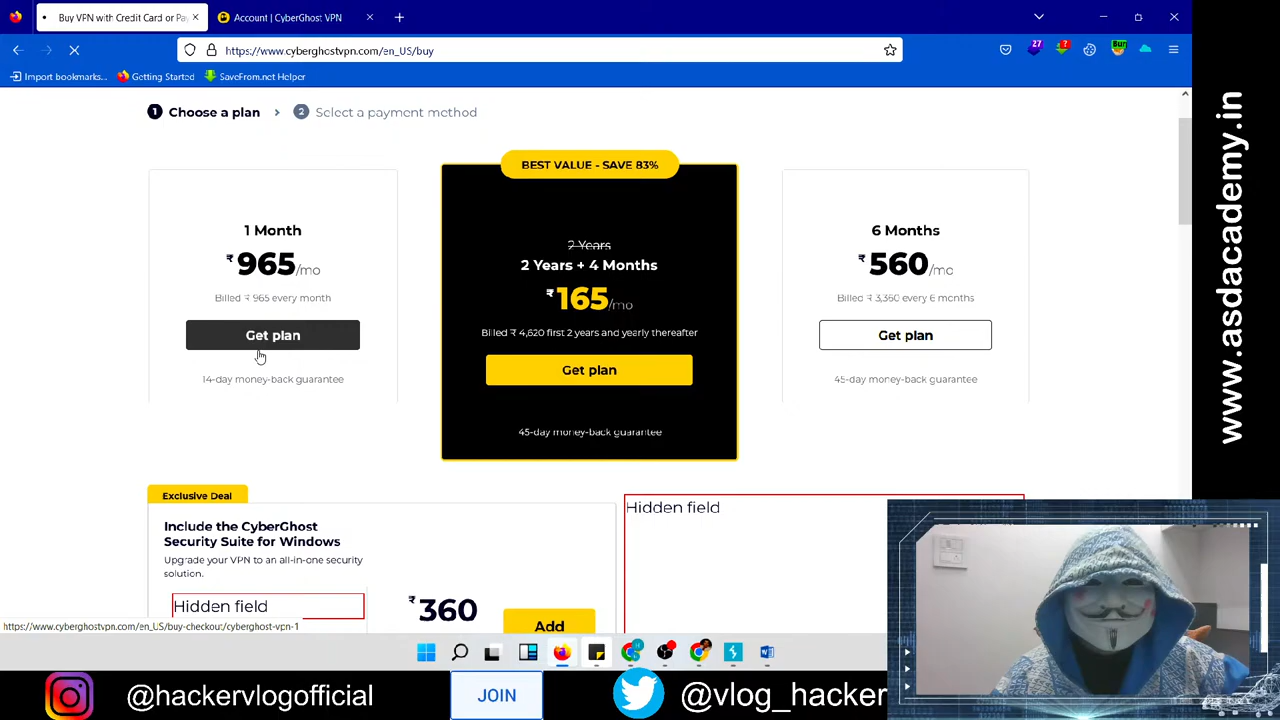 Buy VPN with Credit Card or Pa
Account | CyberGhost VPN
https://www.cyberghostvpn.com/en_US/buy
27
?
Bur
Import bookmarks...
Getting Started
SaveFrom.net Helper
1 Choose a plan > 2 Select a payment method
BEST VALUE - SAVE 83%
1 Month
₹965/mo
Billed ₹ 965 every month
Get plan
14-day money-back guarantee
2 Years
2 Years + 4 Months
₹165/mo
Billed ₹ 4,620 first 2 years and yearly thereafter
Get plan
45-day money-back guarantee
6 Months
₹560/mo
Billed ₹ 3,360 every 6 months
Get plan
45-day money-back guarantee
Exclusive Deal
Include the CyberGhost
Security Suite for Windows
Upgrade your VPN to an all-in-one security
solution.
Hidden field
₹360
Add
Hidden field
https://www.cyberghostvpn.com/en_US/buy-checkout/cyberghost-vpn-1
@hackervlogofficial
JOIN
@vlog_hacker
www.asdacademy.in